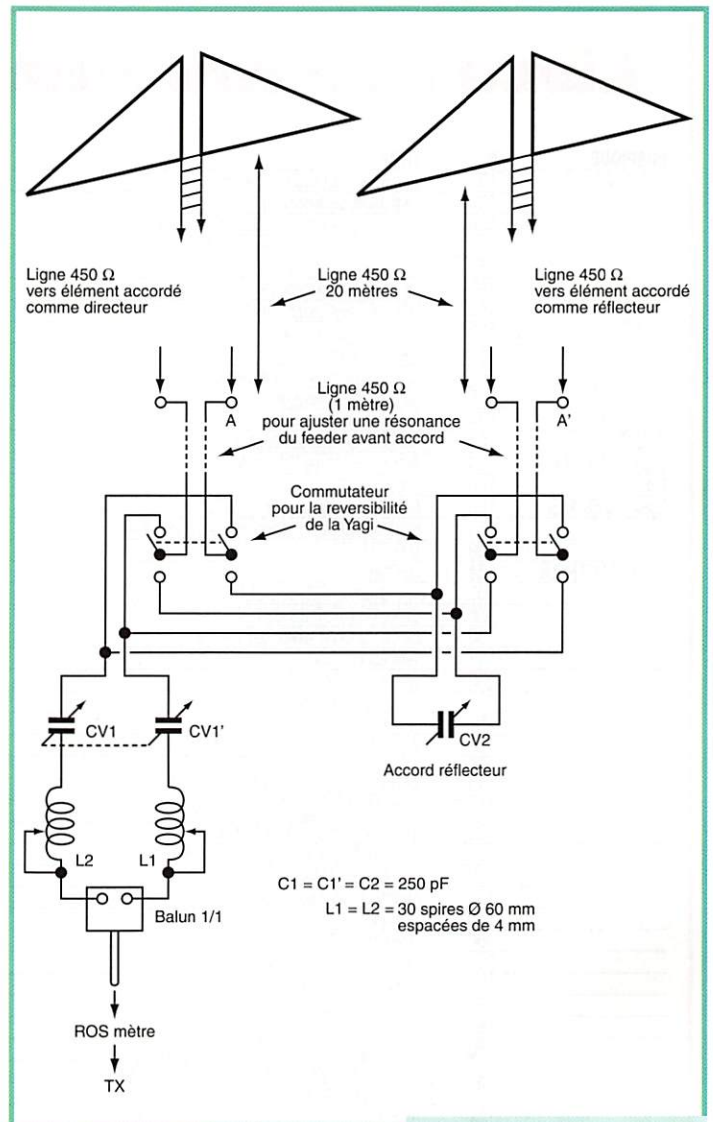 Ligne 450 Ω
vers élément accordé
comme directeur
Ligne 450 Ω
20 mètres
Ligne 450 Ω
vers élément accordé
comme réflecteur
A
Ligne 450 Ω
(1 mètre)
pour ajuster une résonance
du feeder avant accord
A'
Commutateur
pour la reversibilité
de la Yagi
CV1
CV1'
CV2
Accord réflecteur
L2
L1
Balun 1/1
C1 = C1' = C2 = 250 pF
L1 = L2 = 30 spires Ø 60 mm
espacées de 4 mm
ROS mètre
TX